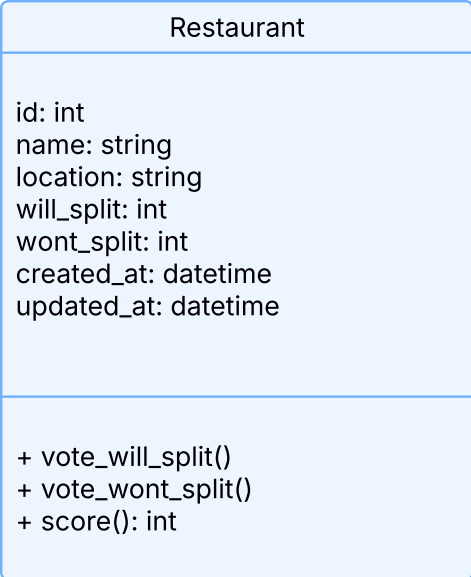 Restaurant
id: int
name: string
location: string
will_split: int
wont_split: int
created_at: datetime
updated_at: datetime
+ vote_will_split()
+ vote_wont_split()
+ score(): int